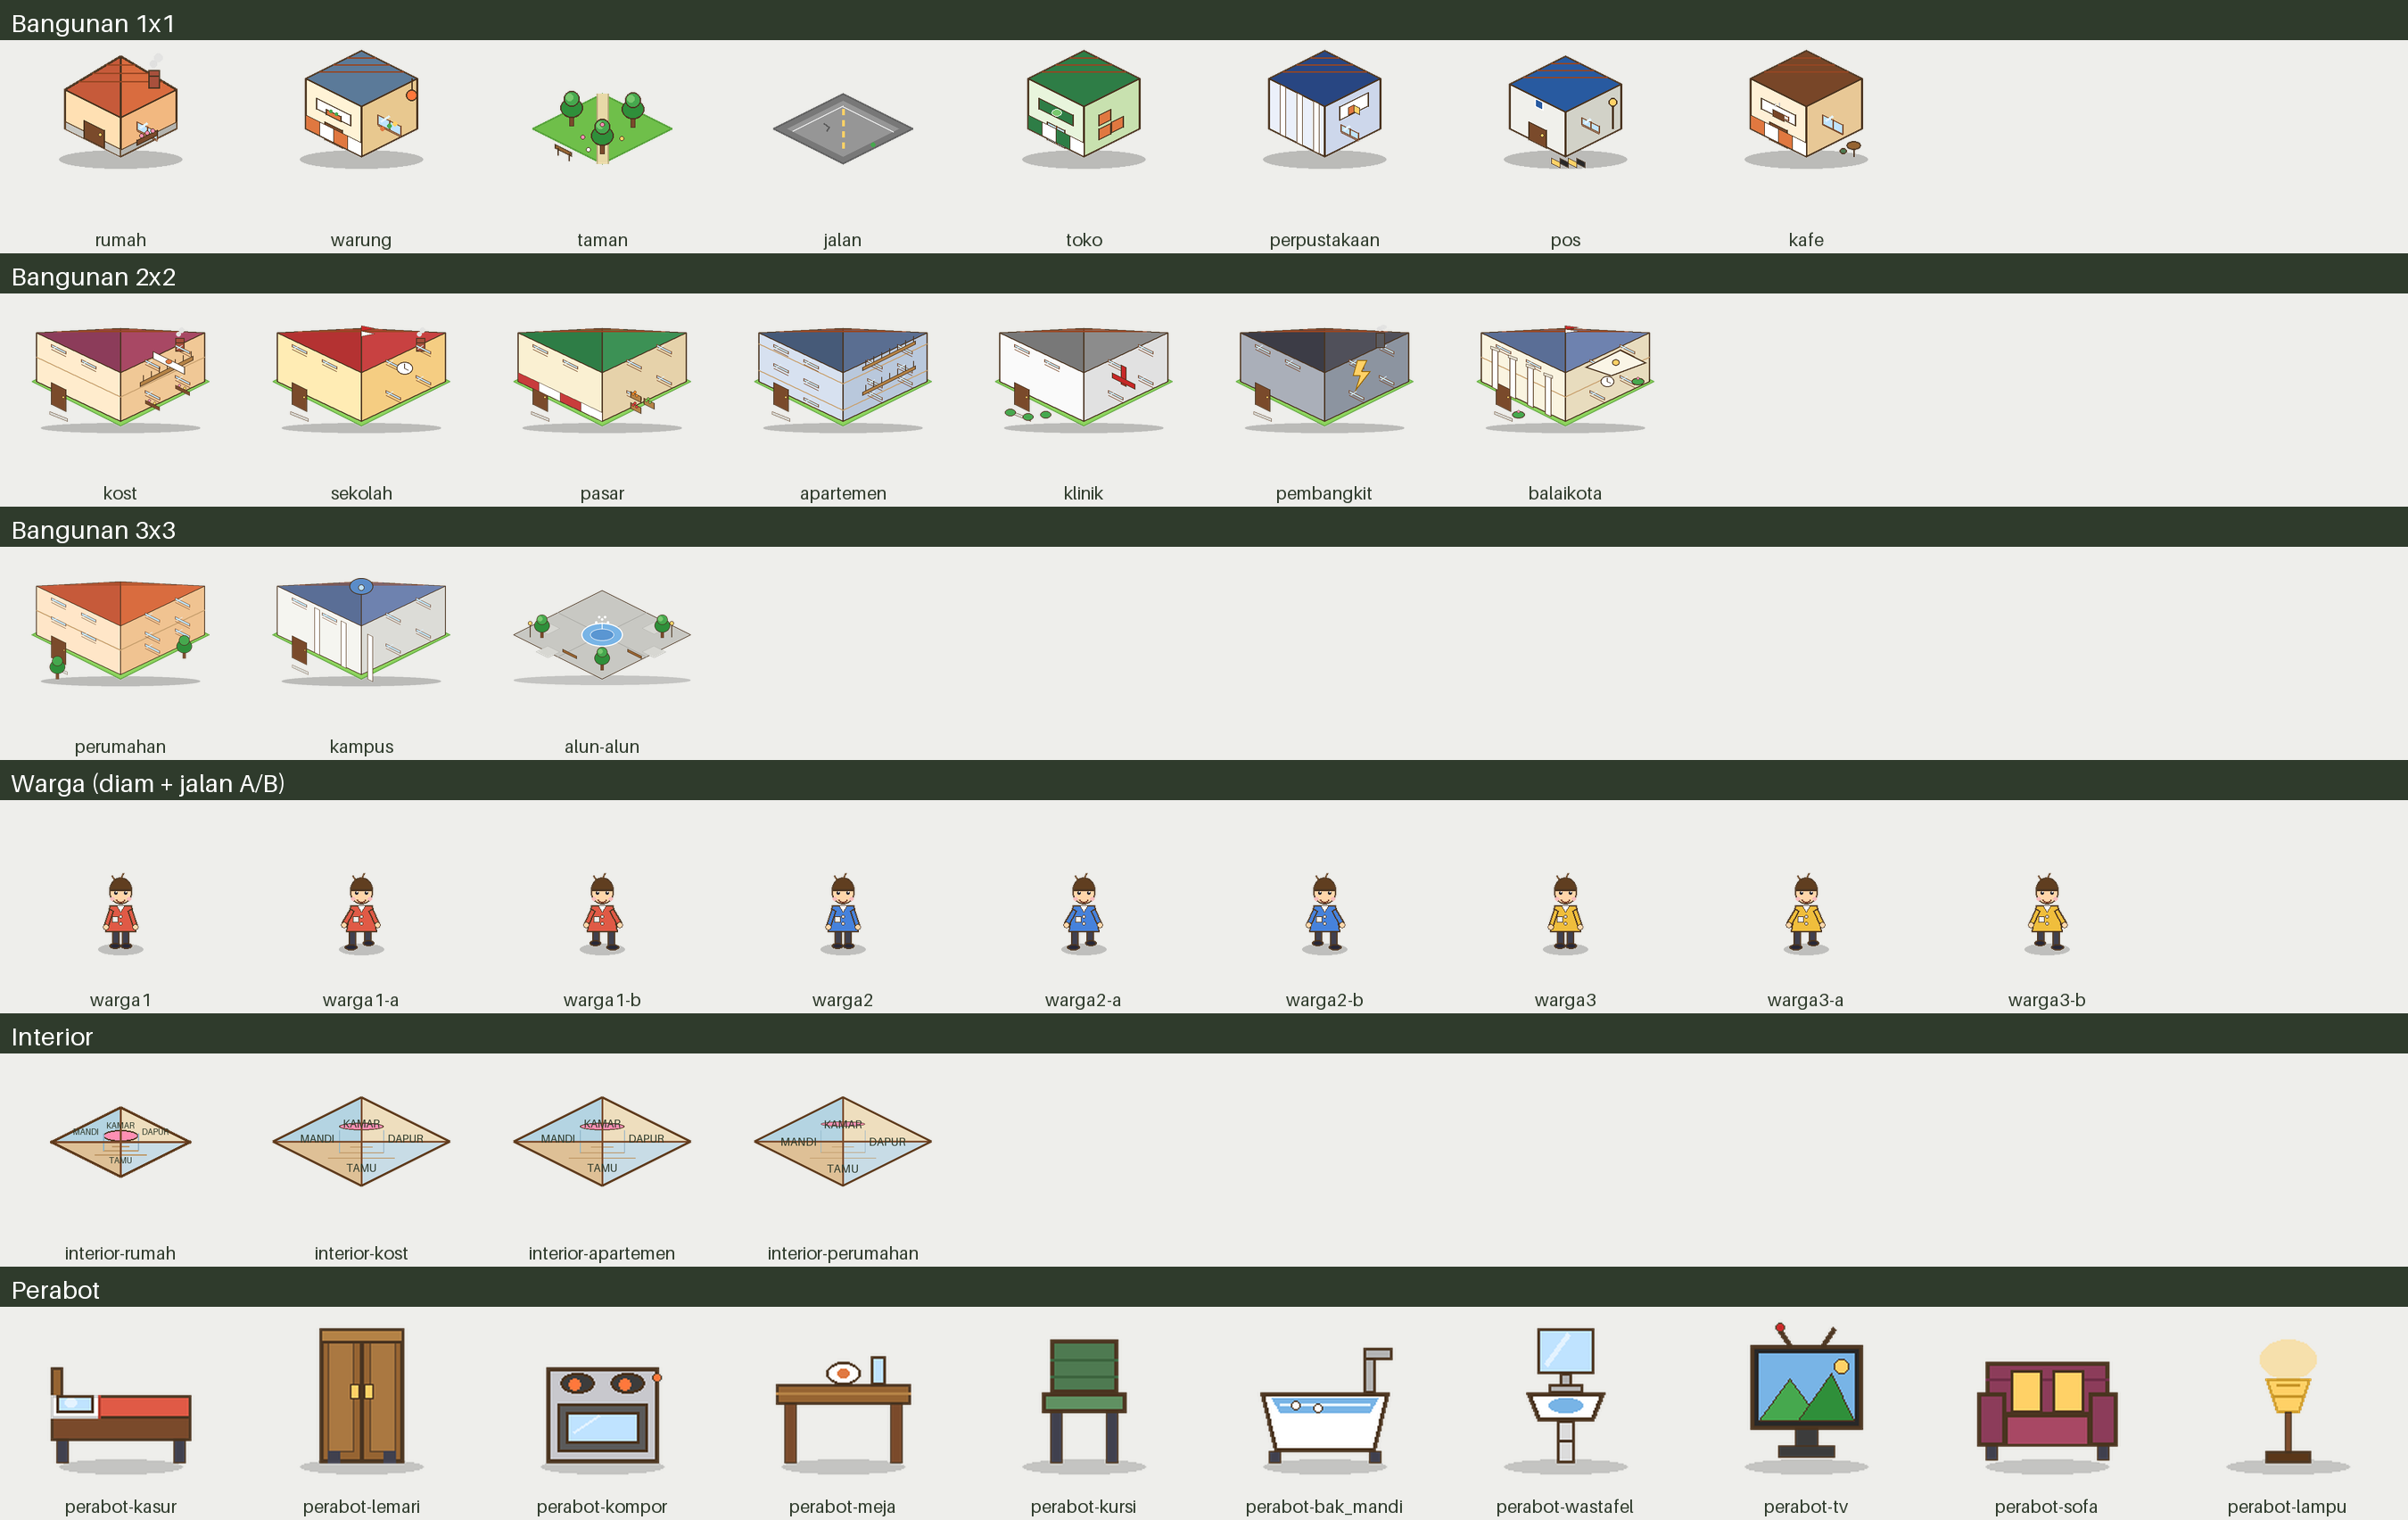 Bangunan 1x1
rumah warung taman jalan toko perpustakaan pos kafe
Bangunan 2x2
kost sekolah pasar apartemen klinik pembangkit balaikota
Bangunan 3x3
perumahan kampus alun-alun
Warga (diam + jalan A/B)
warga1 warga1-a warga1-b warga2 warga2-a warga2-b warga3 warga3-a warga3-b
Interior
KAMAR KAMAR KAMAR KAMAR
MANDI DAPUR MANDI DAPUR MANDI DAPUR MANDI DAPUR
TAMU TAMU TAMU TAMU
interior-rumah interior-kost interior-apartemen interior-perumahan
Perabot
perabot-kasur perabot-lemari perabot-kompor perabot-meja perabot-kursi perabot-bak_mandi perabot-wastafel perabot-tv perabot-sofa perabot-lampu